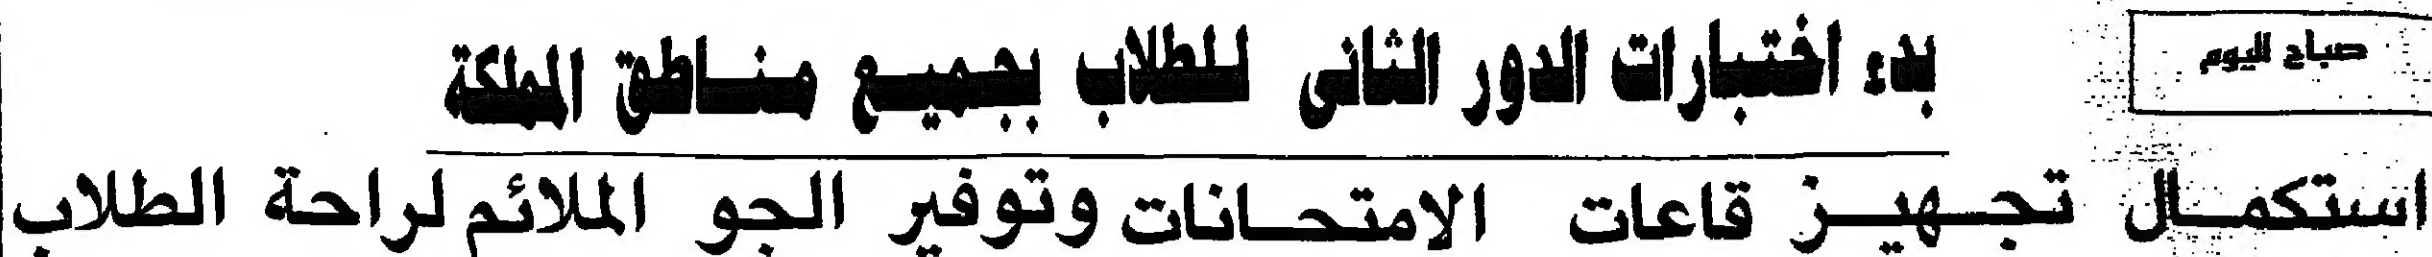 صباح اليوم
بدء اختبارات الدور الثانى للطلاب بجميع مناطق المملكة
استكمال تجهيز قاعات الامتحانات وتوفير الجو الملائم لراحة الطلاب